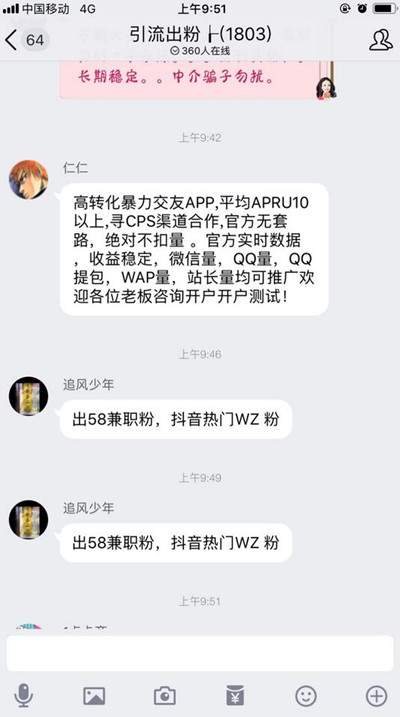 中国移动 4G 上午9:51
64 引流出粉 (1803)
360人在线
长期稳定。。中介骗子勿扰。
上午9:42
仁仁
高转化暴力交友APP,平均APRU10
以上,寻CPS渠道合作,官方无套
路，绝对不扣量 。官方实时数据
，收益稳定，微信量，QQ量，QQ
提包，WAP量，站长量均可推广欢
迎各位老板咨询开户开户测试！
上午9:46
追风少年
出58兼职粉，抖音热门WZ 粉
上午9:49
追风少年
出58兼职粉，抖音热门WZ 粉
上午9:51